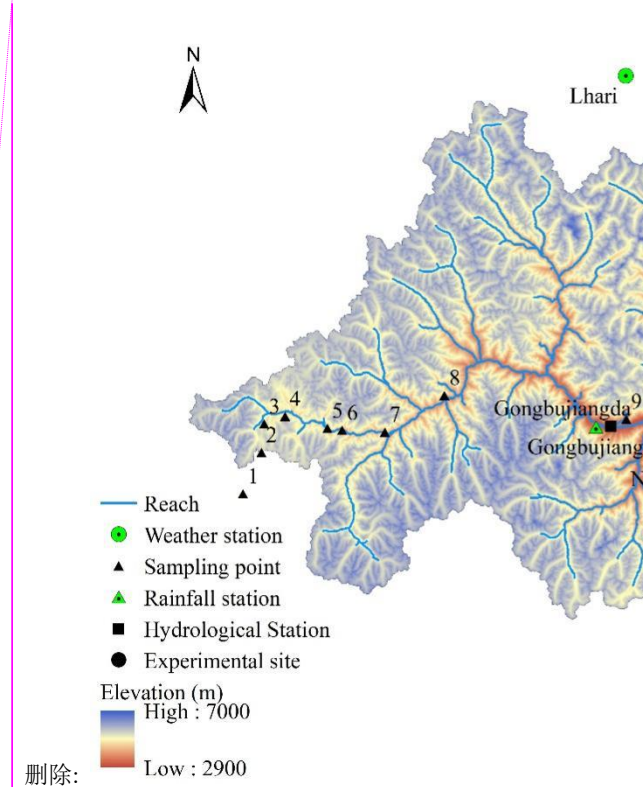 N
Lhari
8
3 4
5 6 7
2
1
9
Gongbujiangda
Gongbujiang
N
Reach
Weather station
Sampling point
Rainfall station
Hydrological Station
Experimental site
Elevation (m)
High : 7000
Low : 2900
删除: